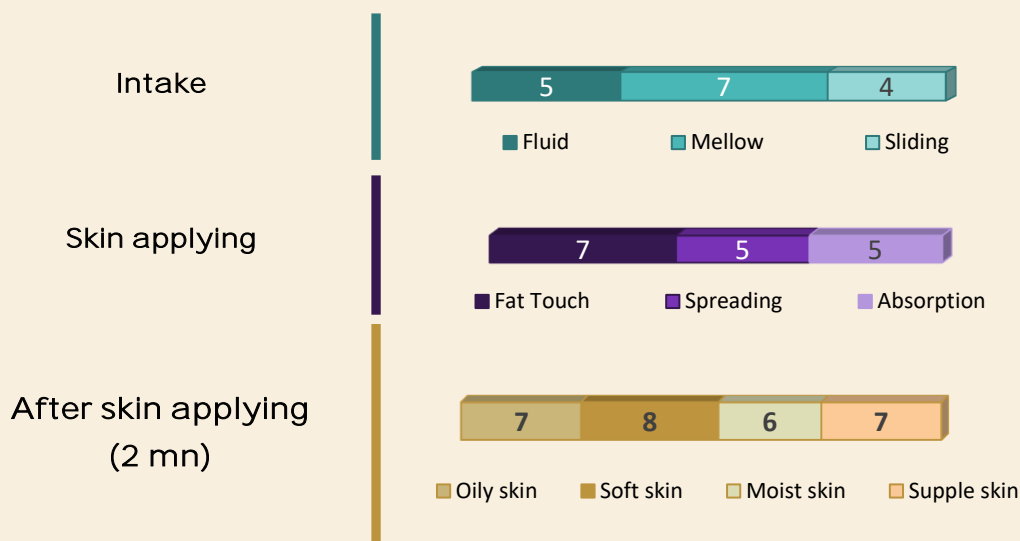 Intake
5 7 4
Fluid Mellow Sliding
Skin applying
7 5 5
Fat Touch Spreading Absorption
After skin applying
(2 mn)
7 8 6 7
Oily skin Soft skin Moist skin Supple skin